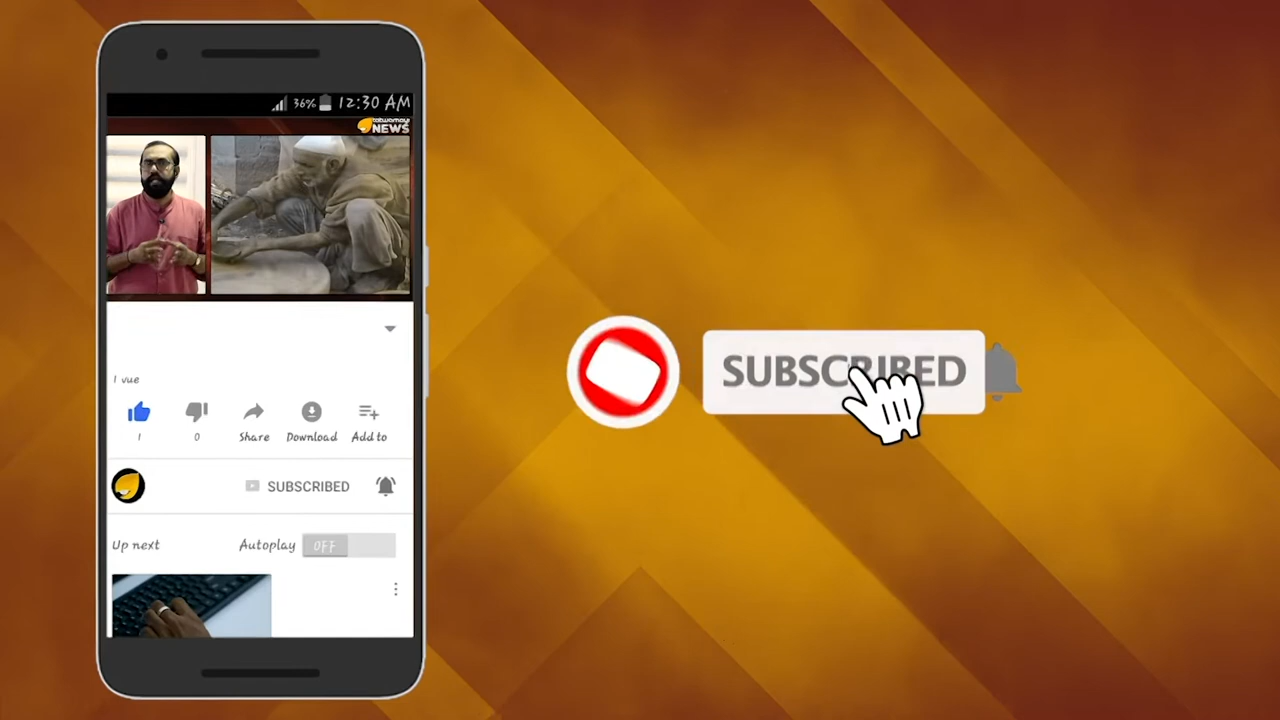 36% 12:30 AM
tatwamayi
NEWS
1 vue
1
0
Share
Download
Add to
SUBSCRIBED
Up next
Autoplay
OFF
SUBSCRIBED